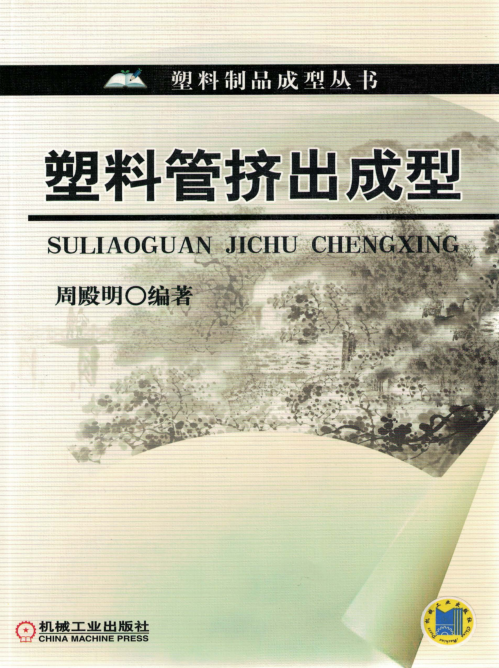 塑料制品成型丛书
塑料管挤出成型
SULIAOGUAN JICHU CHENGXING
周殿明〇编著
机械工业出版社
CHINA MACHINE PRESS